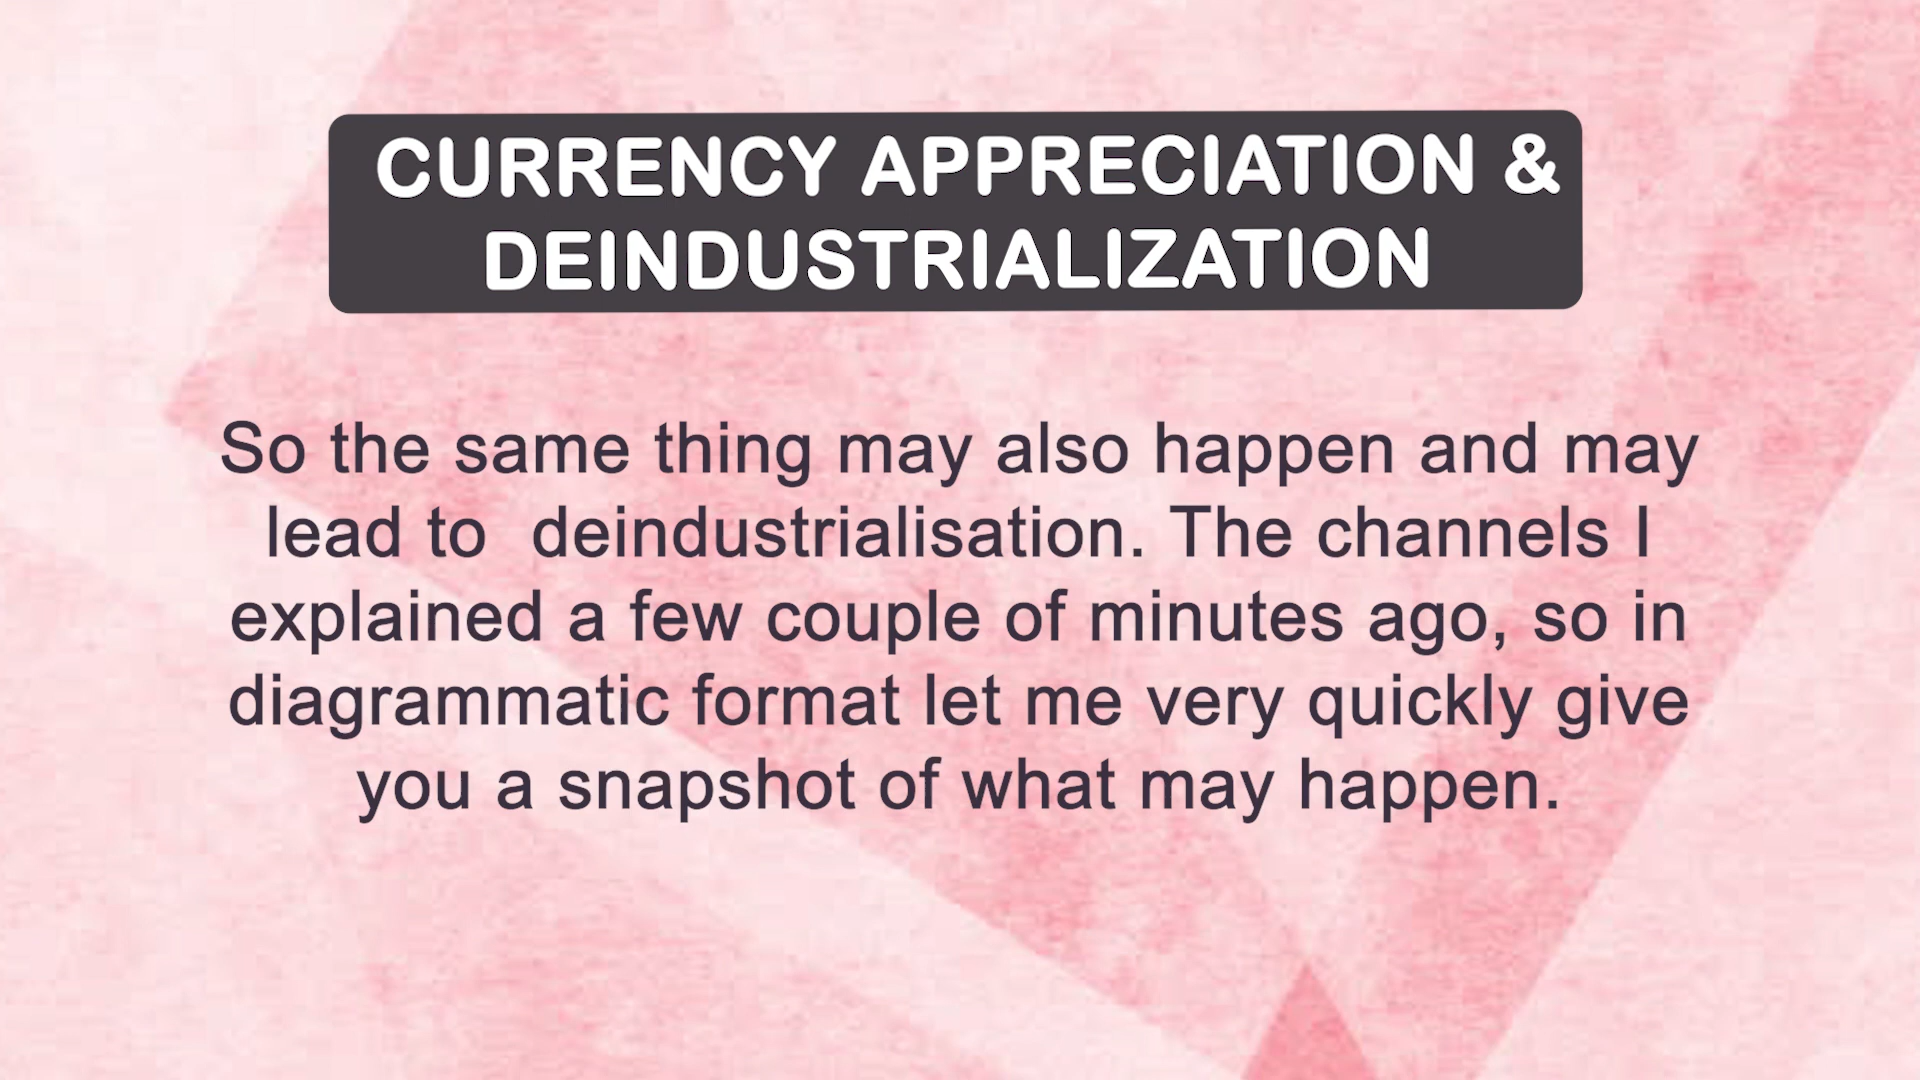 CURRENCY APPRECIATION &
DEINDUSTRIALIZATION
So the same thing may also happen and may
lead to  deindustrialisation. The channels I
explained a few couple of minutes ago, so in
diagrammatic format let me very quickly give
you a snapshot of what may happen.